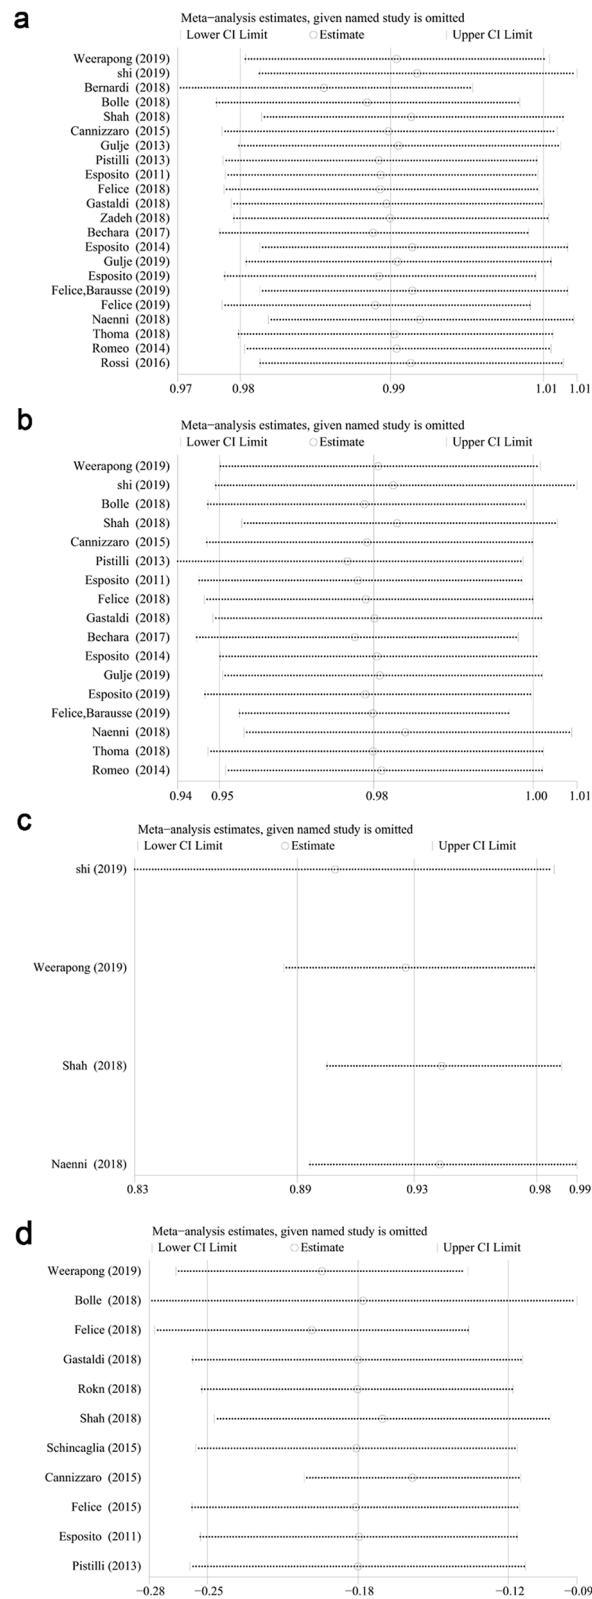 a
Meta−analysis estimates, given named study is omitted
Lower CI Limit Estimate Upper CI Limit
Weerapong (2019)
shi (2019)
Bernardi (2018)
Bolle (2018)
Shah (2018)
Cannizzaro (2015)
Gulje (2013)
Pistilli (2013)
Esposito (2011)
Felice (2018)
Gastaldi (2018)
Zadeh (2018)
Bechara (2017)
Esposito (2014)
Gulje (2019)
Esposito (2019)
Felice,Barausse (2019)
Felice (2019)
Naenni (2018)
Thoma (2018)
Romeo (2014)
Rossi (2016)
0.97 0.98 0.99 1.01 1.01
b
Meta−analysis estimates, given named study is omitted
Lower CI Limit Estimate Upper CI Limit
Weerapong (2019)
shi (2019)
Bolle (2018)
Shah (2018)
Cannizzaro (2015)
Pistilli (2013)
Esposito (2011)
Felice (2018)
Gastaldi (2018)
Bechara (2017)
Esposito (2014)
Gulje (2019)
Esposito (2019)
Felice,Barausse (2019)
Naenni (2018)
Thoma (2018)
Romeo (2014)
0.94 0.95 0.98 1.00 1.01
c
Meta−analysis estimates, given named study is omitted
Lower CI Limit Estimate Upper CI Limit
shi (2019)
Weerapong (2019)
Shah (2018)
Naenni (2018)
0.83 0.89 0.93 0.98 0.99
d
Meta−analysis estimates, given named study is omitted
Lower CI Limit Estimate Upper CI Limit
Weerapong (2019)
Bolle (2018)
Felice (2018)
Gastaldi (2018)
Rokn (2018)
Shah (2018)
Schincaglia (2015)
Cannizzaro (2015)
Felice (2015)
Esposito (2011)
Pistilli (2013)
−0.28 −0.25 −0.18 −0.12 −0.09